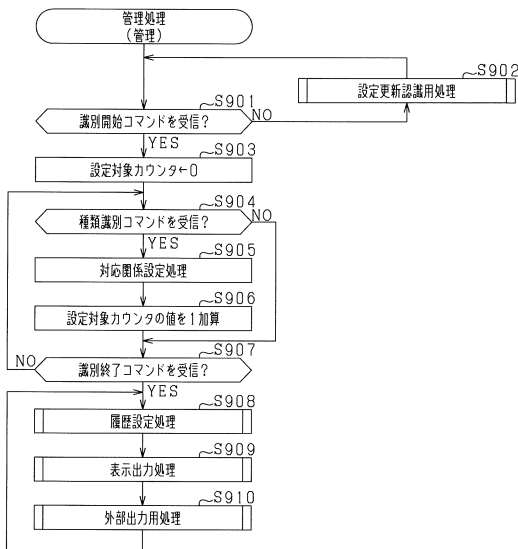 管理処理
(管理)
S902
設定更新認識用処理
S901
識別開始コマンドを受信?
NO
YES
S903
設定対象カウンタ←0
S904
種類識別コマンドを受信?
NO
YES
S905
対応関係設定処理
S906
設定対象カウンタの値を1加算
S907
NO
識別終了コマンドを受信?
YES
S908
履歴設定処理
S909
表示出力処理
S910
外部出力用処理